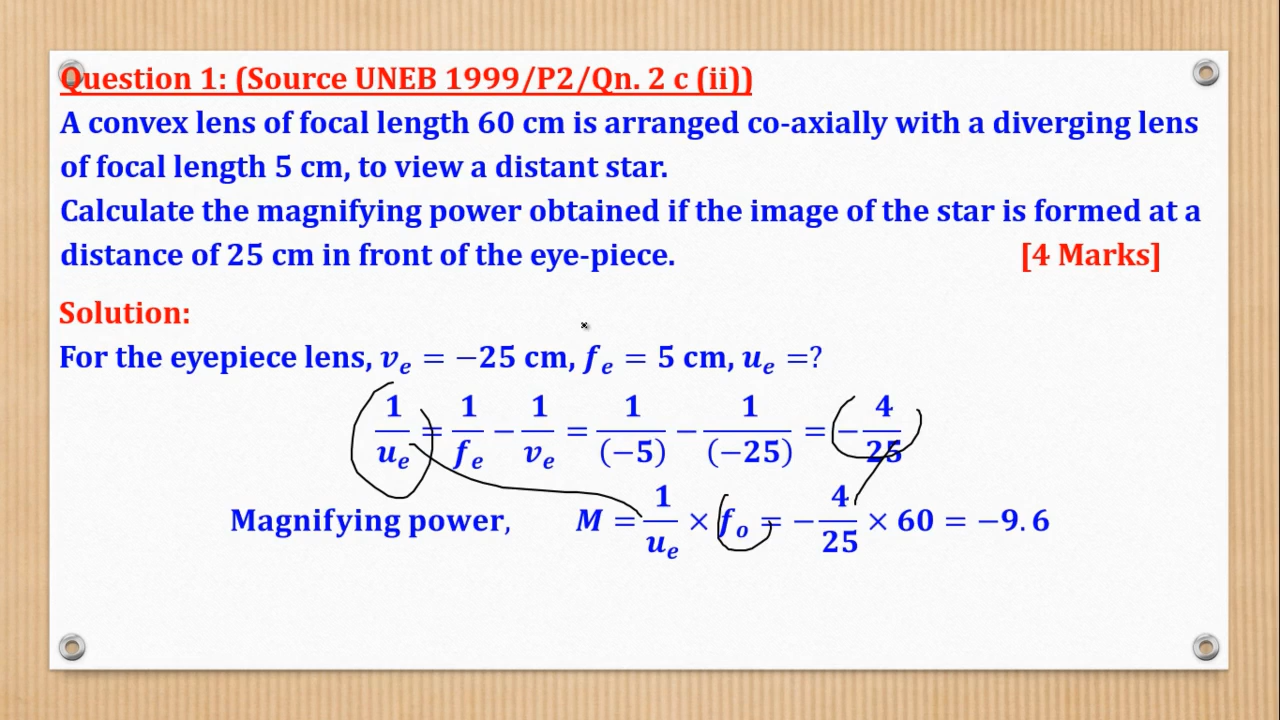 Question 1: (Source UNEB 1999/P2/Qn. 2 c (ii))
A convex lens of focal length 60 cm is arranged co-axially with a diverging lens
of focal length 5 cm, to view a distant star.
Calculate the magnifying power obtained if the image of the star is formed at a
distance of 25 cm in front of the eye-piece. [4 Marks]
Solution:
For the eyepiece lens, vₑ = −25 cm, fₑ = 5 cm, uₑ =?
1/uₑ = 1/fₑ − 1/vₑ = 1/(−5) − 1/(−25) = −4/25
Magnifying power, M = 1/uₑ × fₒ = −4/25 × 60 = −9.6